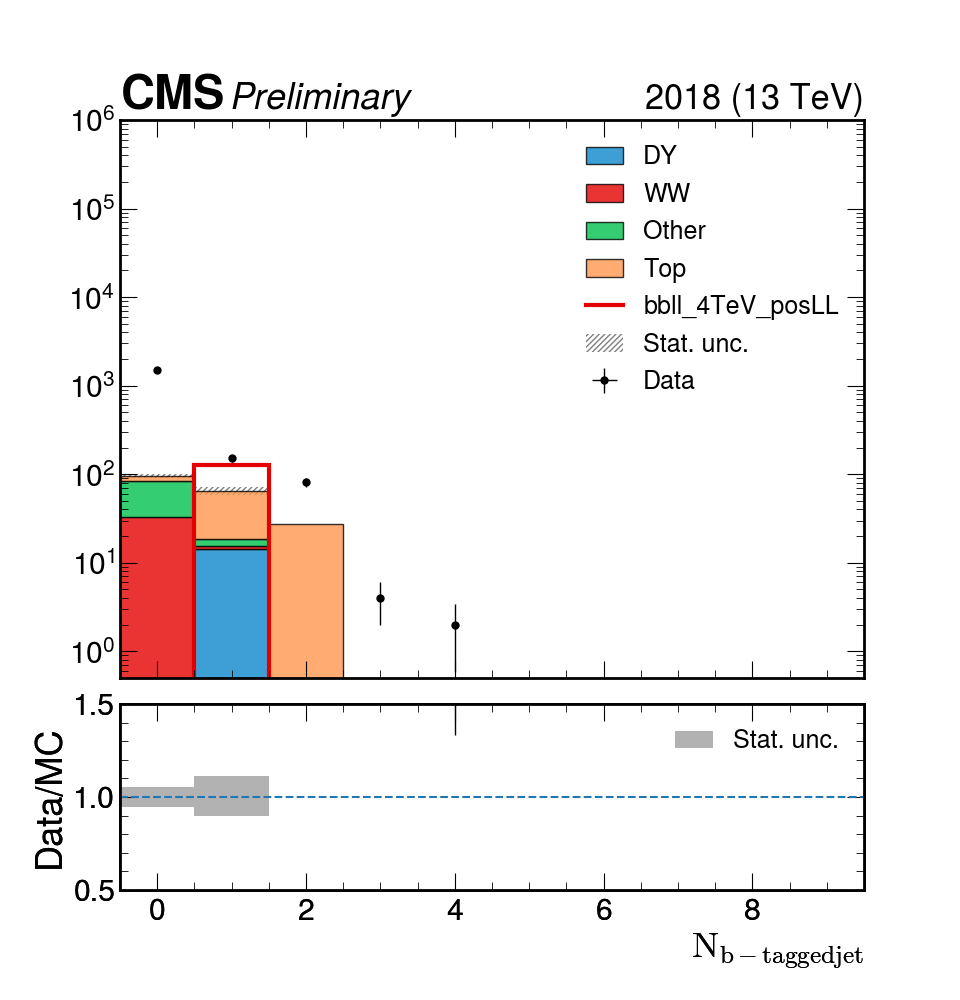 CMS Preliminary 2018 (13 TeV)
10^6
10^5
10^4
10^3
10^2
10^1
10^0
DY
WW
Other
Top
bbll_4TeV_posLL
Stat. unc.
Data
1.5
1.0
0.5
Data/MC
Stat. unc.
0 2 4 6 8
N_{b-taggedjet}